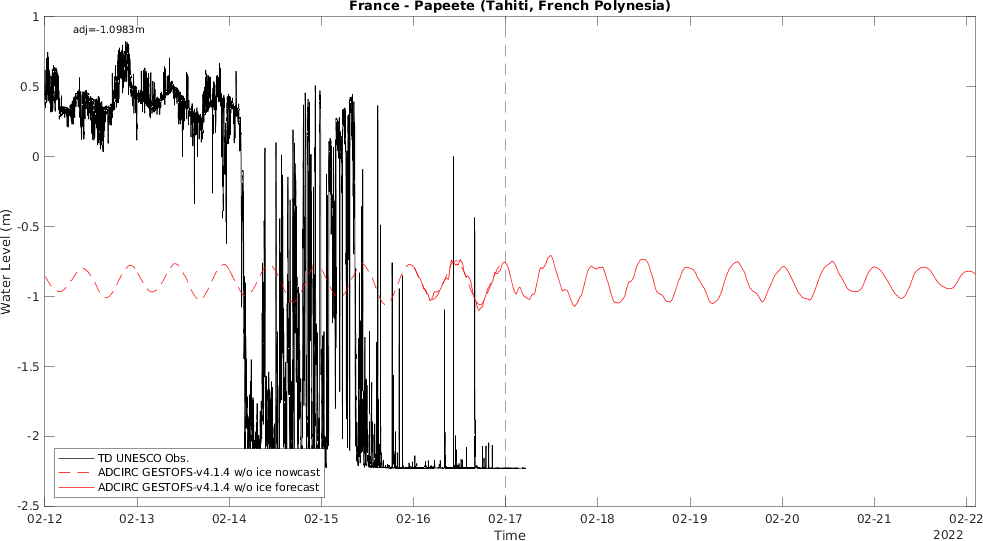 France - Papeete (Tahiti, French Polynesia)
adj=-1.0983m
1
0.5
0
-0.5
-1
-1.5
-2
-2.5
Water Level (m)
TD UNESCO Obs.
ADCIRC GESTOFS-v4.1.4 w/o ice nowcast
ADCIRC GESTOFS-v4.1.4 w/o ice forecast
02-12 02-13 02-14 02-15 02-16 02-17 02-18 02-19 02-20 02-21 02-22
Time
2022